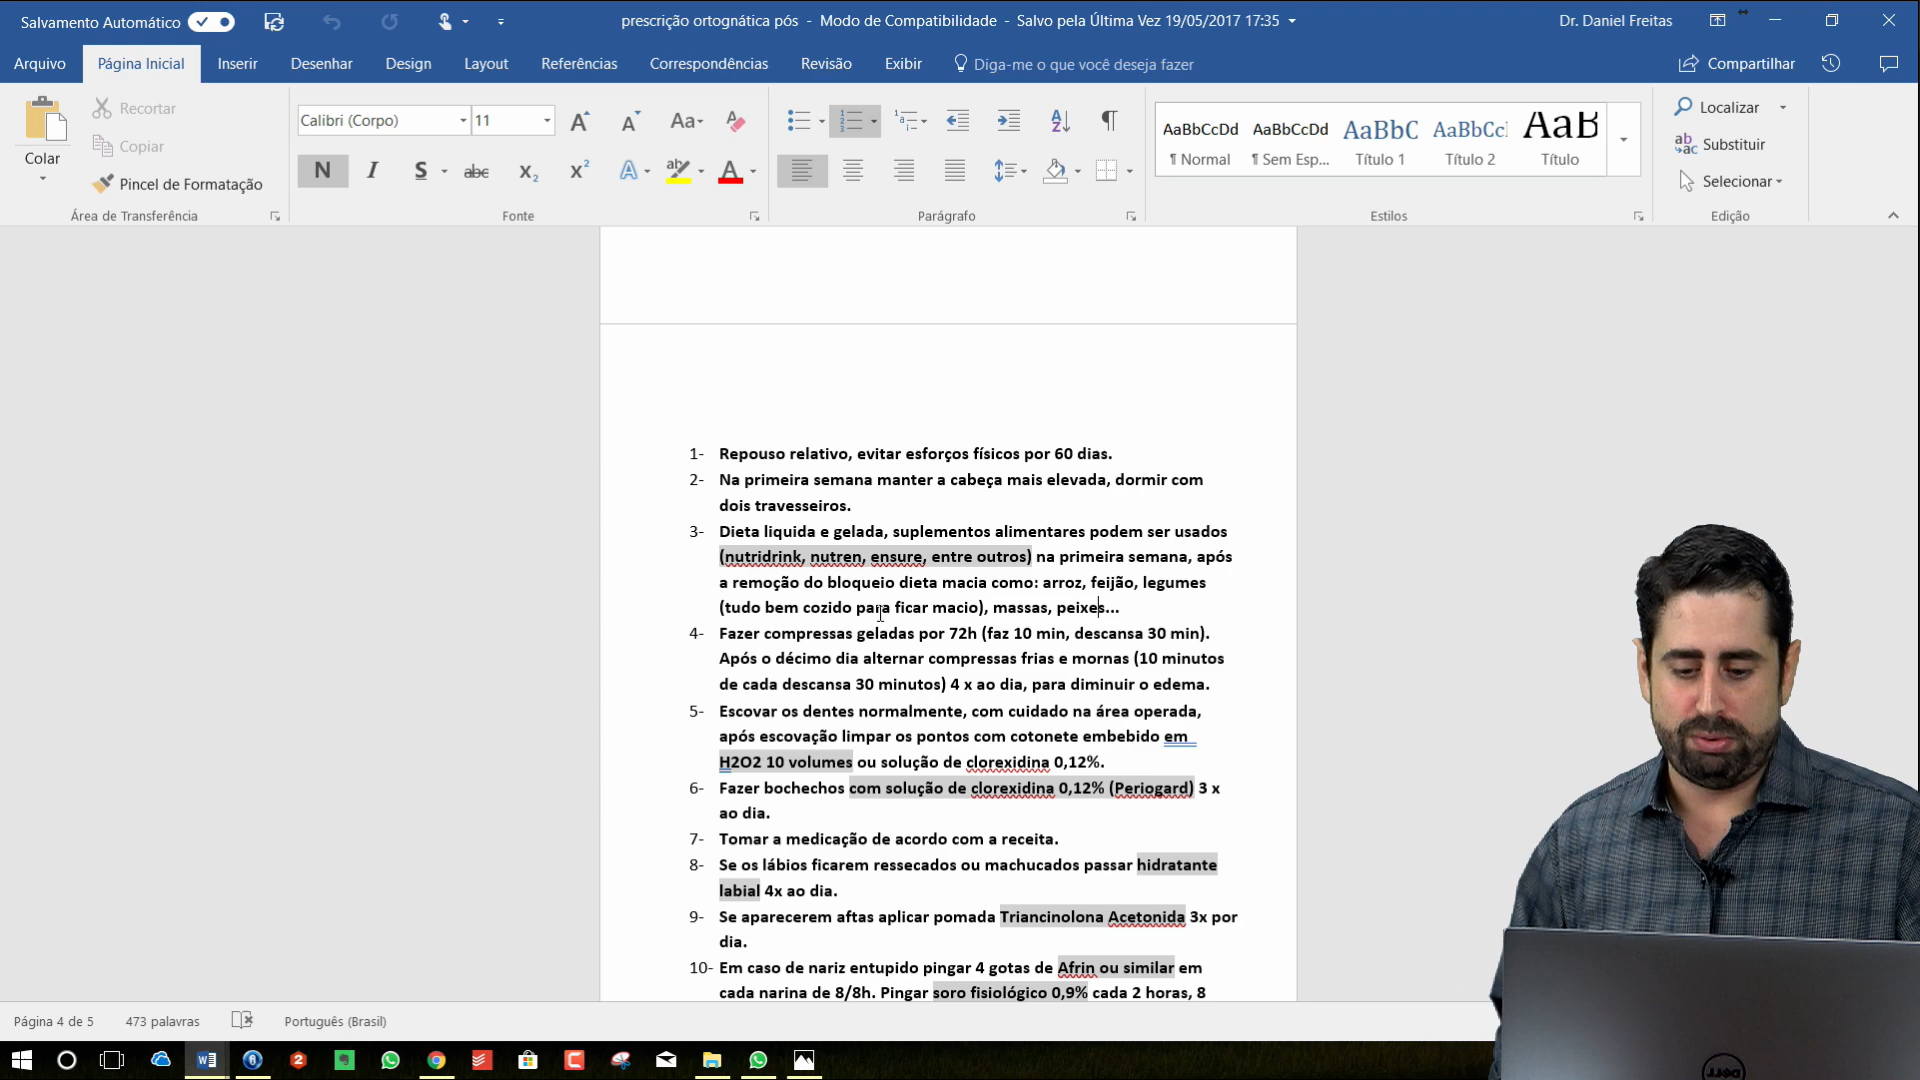 Salvamento Automático
prescrição ortognática pós - Modo de Compatibilidade - Salvo pela Última Vez 19/05/2017 17:35
Dr. Daniel Freitas
Arquivo Página Inicial Inserir Desenhar Design Layout Referências Correspondências Revisão Exibir Diga-me o que você deseja fazer Compartilhar
Colar
Recortar
Copiar
Pincel de Formatação
Área de Transferência
Calibri (Corpo) 11
Aa
N I S abc X₂ X² A ab A
Fonte
Parágrafo
AaBbCcDd AaBbCcDd AaBbC AaBbCc AaB
¶ Normal ¶ Sem Esp... Título 1 Título 2 Título
Estilos
Localizar
Substituir
Selecionar
Edição
1- Repouso relativo, evitar esforços físicos por 60 dias.
2- Na primeira semana manter a cabeça mais elevada, dormir com
dois travesseiros.
3- Dieta liquida e gelada, suplementos alimentares podem ser usados
(nutridrink, nutren, ensure, entre outros) na primeira semana, após
a remoção do bloqueio dieta macia como: arroz, feijão, legumes
(tudo bem cozido para ficar macio), massas, peixes...
4- Fazer compressas geladas por 72h (faz 10 min, descansa 30 min).
Após o décimo dia alternar compressas frias e mornas (10 minutos
de cada descansa 30 minutos) 4 x ao dia, para diminuir o edema.
5- Escovar os dentes normalmente, com cuidado na área operada,
após escovação limpar os pontos com cotonete embebido em
H2O2 10 volumes ou solução de clorexidina 0,12%.
6- Fazer bochechos com solução de clorexidina 0,12% (Periogard) 3 x
ao dia.
7- Tomar a medicação de acordo com a receita.
8- Se os lábios ficarem ressecados ou machucados passar hidratante
labial 4x ao dia.
9- Se aparecerem aftas aplicar pomada Triancinolona Acetonida 3x por
dia.
10- Em caso de nariz entupido pingar 4 gotas de Afrin ou similar em
cada narina de 8/8h. Pingar soro fisiológico 0,9% cada 2 horas, 8
Página 4 de 5 473 palavras Português (Brasil)
DELL